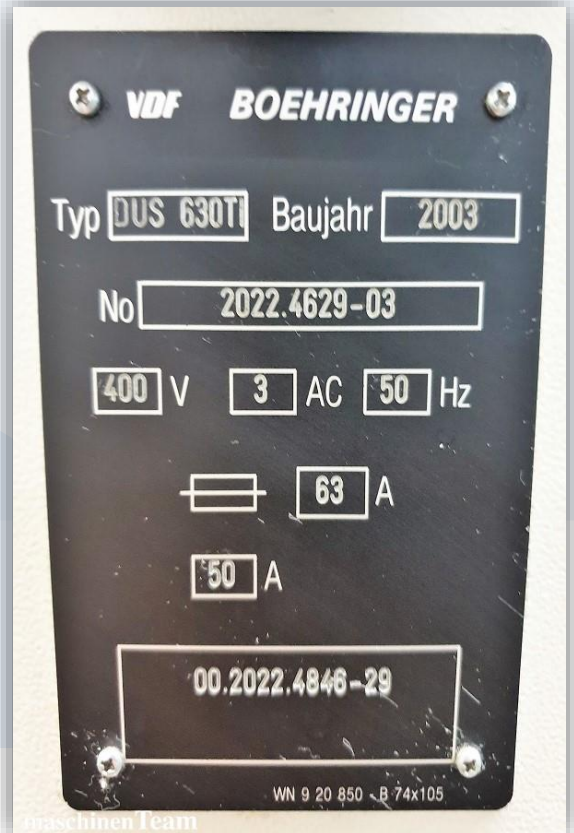 VDF BOEHRINGER
Typ DUS 630TI Baujahr 2003
No 2022.4629-03
400 V 3 AC 50 Hz
63 A
50 A
00.2022.4846-29
WN 9 20 850 - B 74x105
maschinenTeam